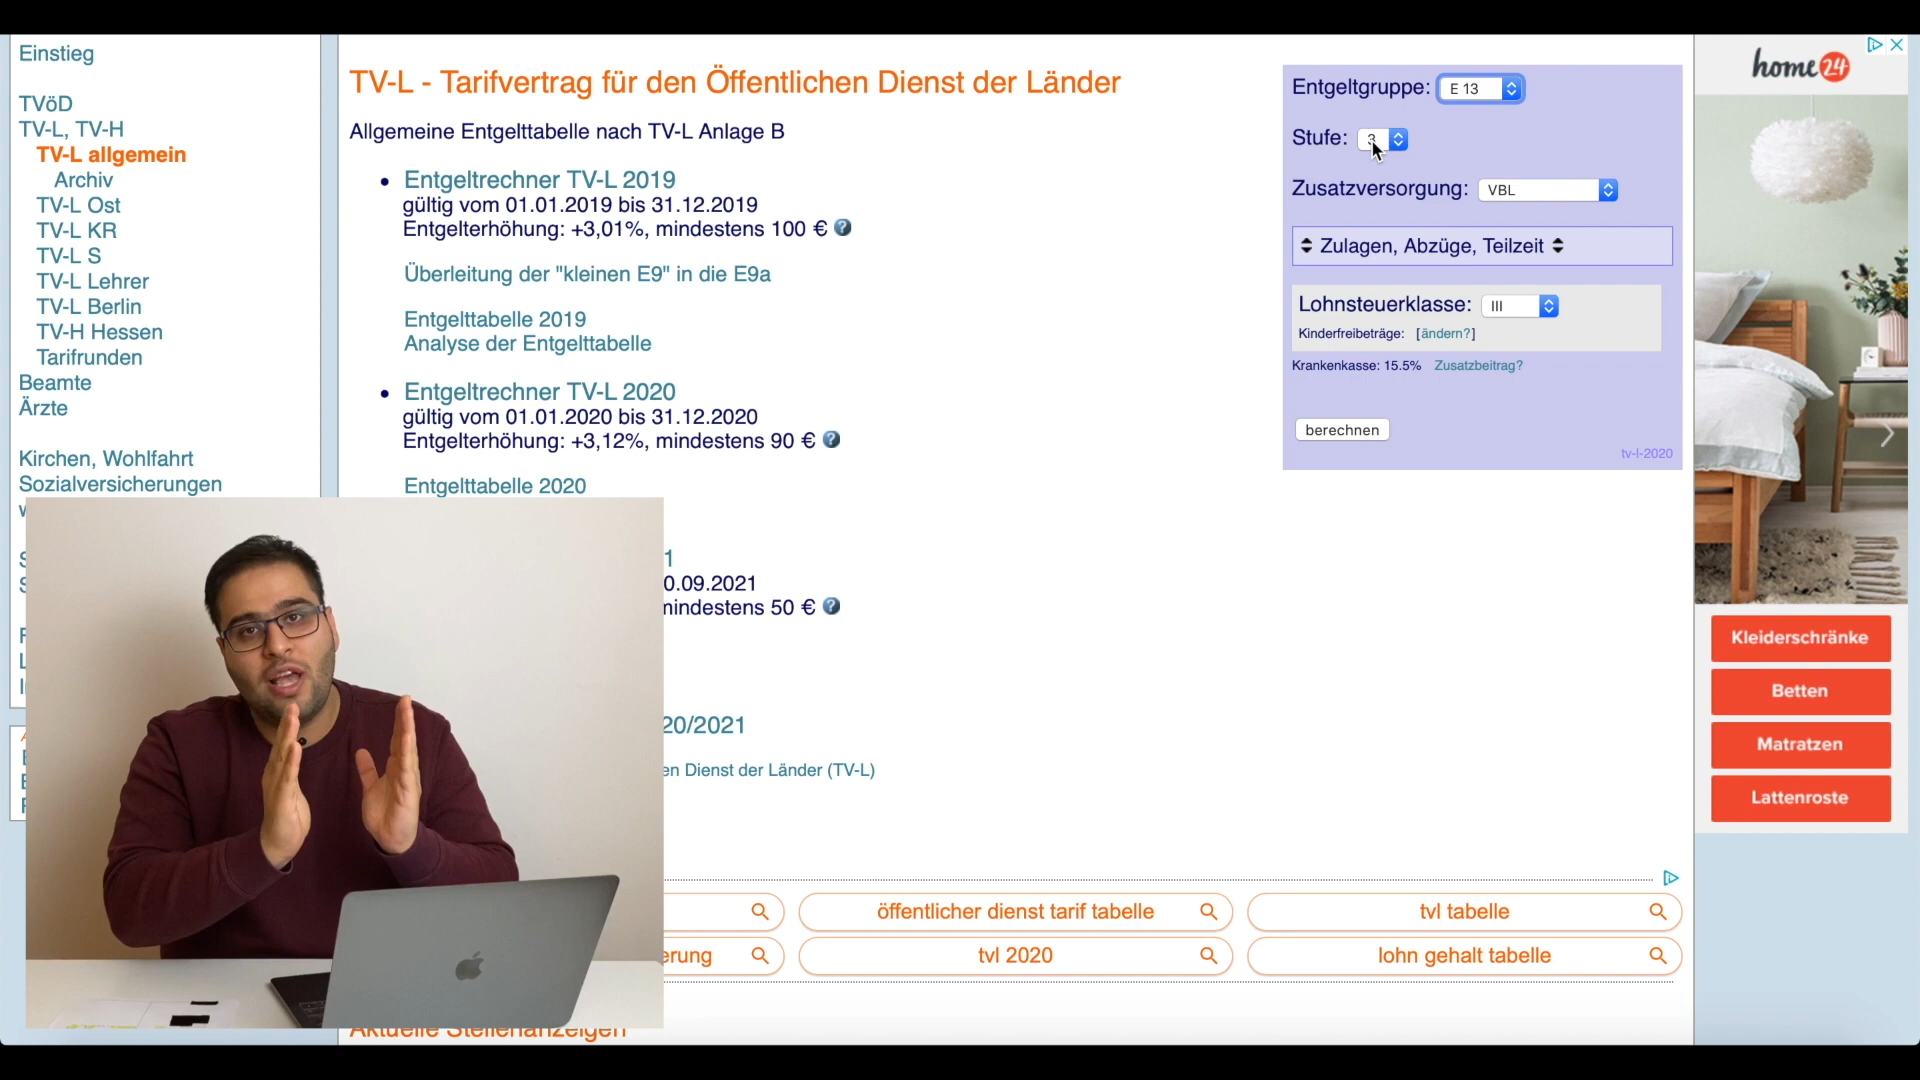 Einstieg
TVöD
TV-L, TV-H
TV-L allgemein
Archiv
TV-L Ost
TV-L KR
TV-L S
TV-L Lehrer
TV-L Berlin
TV-H Hessen
Tarifrunden
Beamte
Ärzte
Kirchen, Wohlfahrt
Sozialversicherungen
TV-L - Tarifvertrag für den Öffentlichen Dienst der Länder
Allgemeine Entgelttabelle nach TV-L Anlage B
Entgeltrechner TV-L 2019
gültig vom 01.01.2019 bis 31.12.2019
Entgelterhöhung: +3,01%, mindestens 100 €
Überleitung der "kleinen E9" in die E9a
Entgelttabelle 2019
Analyse der Entgelttabelle
Entgeltrechner TV-L 2020
gültig vom 01.01.2020 bis 31.12.2020
Entgelterhöhung: +3,12%, mindestens 90 €
Entgelttabelle 2020
1
0.09.2021
mindestens 50 €
20/2021
en Dienst der Länder (TV-L)
öffentlicher dienst tarif tabelle
tvl tabelle
erung
tvl 2020
lohn gehalt tabelle
Aktuelle Stellenanzeigen
Entgeltgruppe: E 13
Stufe: 3
Zusatzversorgung: VBL
Zulagen, Abzüge, Teilzeit
Lohnsteuerklasse: III
Kinderfreibeträge: [ändern?]
Krankenkasse: 15.5% Zusatzbeitrag?
berechnen
tv-l-2020
home24
Kleiderschränke
Betten
Matratzen
Lattenroste